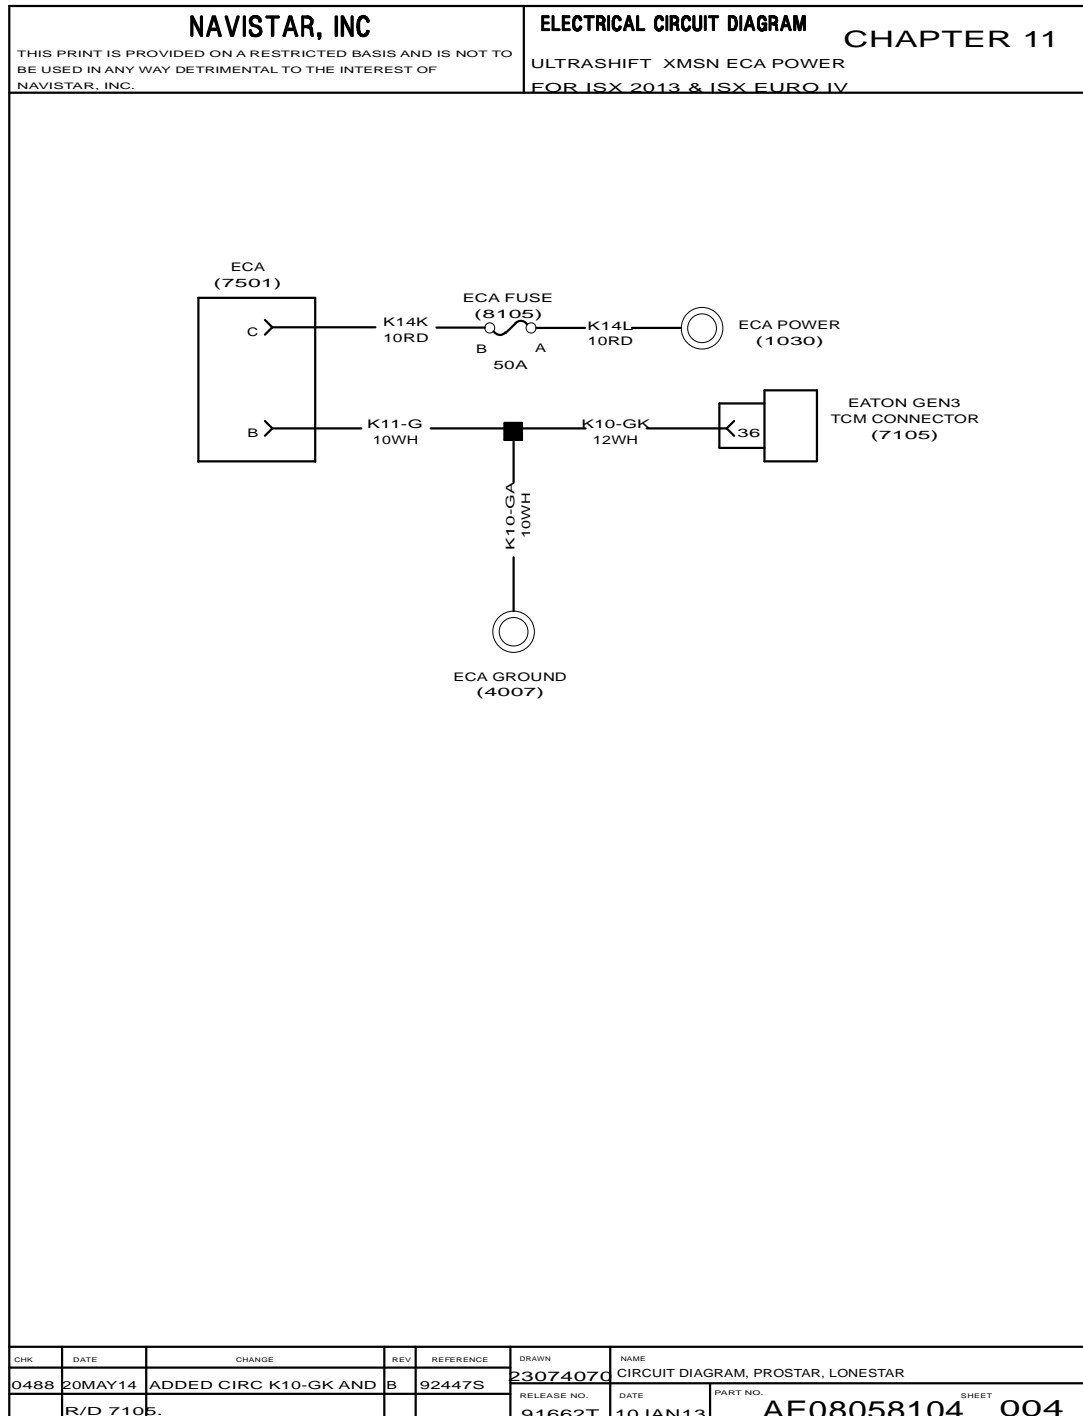 NAVISTAR, INC
THIS PRINT IS PROVIDED ON A RESTRICTED BASIS AND IS NOT TO
BE USED IN ANY WAY DETRIMENTAL TO THE INTEREST OF
NAVISTAR, INC.
ELECTRICAL CIRCUIT DIAGRAM
CHAPTER 11
ULTRASHIFT XMSN ECA POWER
FOR ISX 2013 & ISX EURO IV
ECA
(7501)
C
K14K
10RD
ECA FUSE
(8105)
B
A
50A
K14L
10RD
ECA POWER
(1030)
B
K11-G
10WH
K10-GK
12WH
36
EATON GEN3
TCM CONNECTOR
(7105)
K10-GA
10WH
ECA GROUND
(4007)
CHK DATE CHANGE REV REFERENCE
0488 20MAY14 ADDED CIRC K10-GK AND B 92447S
R/D 7105.
DRAWN
23074070
NAME
CIRCUIT DIAGRAM, PROSTAR, LONESTAR
RELEASE NO.
91662T
DATE
10JAN13
PART NO.
AE08058104
SHEET
004